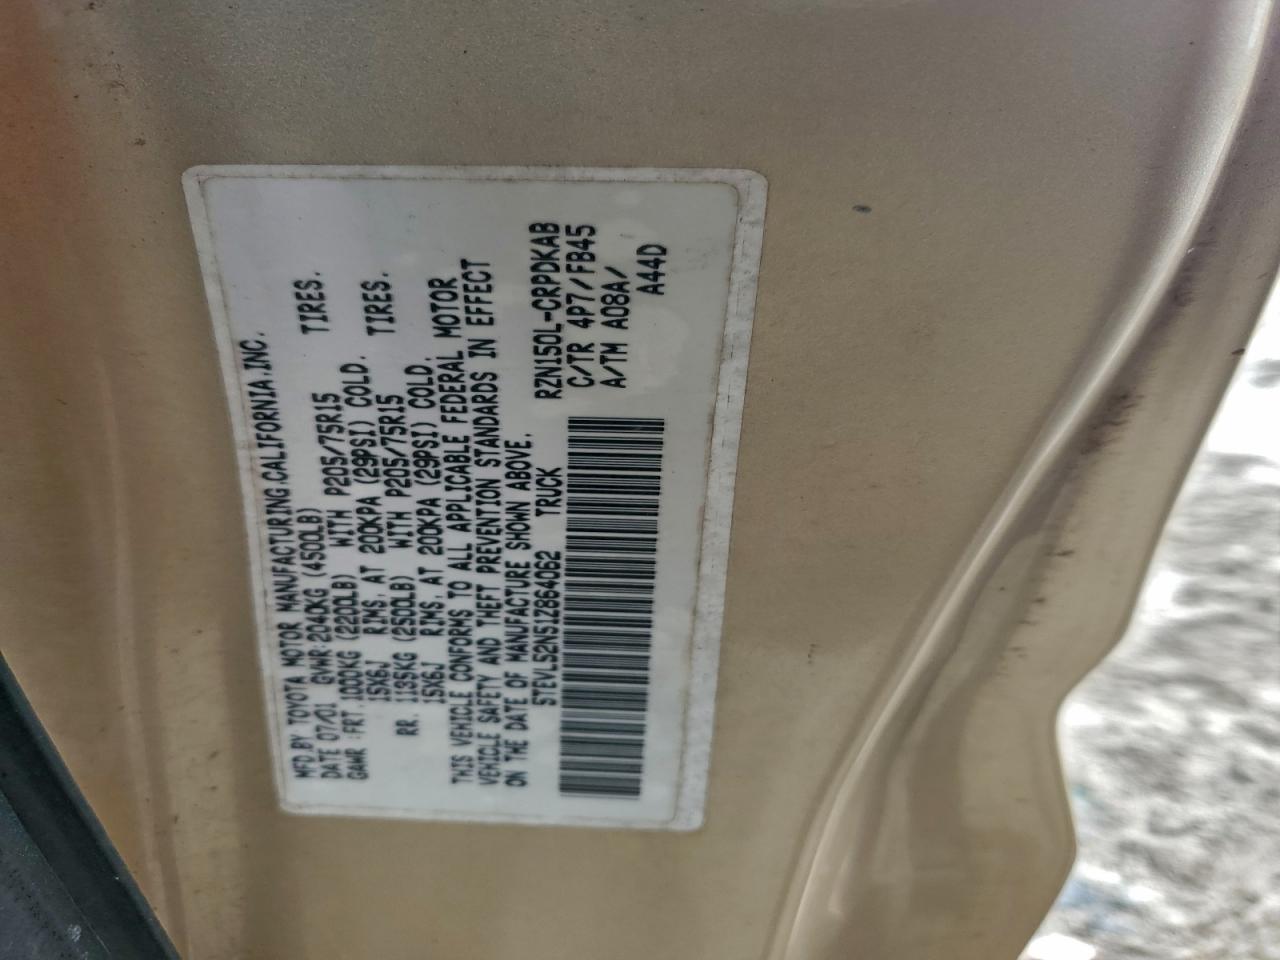 MFD.BY TOYOTA MOTOR MANUFACTURING,CALIFORNIA,INC.
DATE 07/01 GVWR:2040KG (4500LB)
GAWR :FRT. 1000KG (2200LB) WITH P205/75R15 TIRES.
15X6J RIMS, AT 200KPA (29PSI) COLD.
RR. 1135KG (2500LB) WITH P205/75R15 TIRES.
15X6J RIMS, AT 200KPA (29PSI) COLD.
THIS VEHICLE CONFORMS TO ALL APPLICABLE FEDERAL MOTOR
VEHICLE SAFETY AND THEFT PREVENTION STANDARDS IN EFFECT
ON THE DATE OF MANUFACTURE SHOWN ABOVE.
5TEVL52N51Z864062 TRUCK
RZN150L-CRPDKAB
C/TR 4P7/FB45
A/TM A08A/
A44D